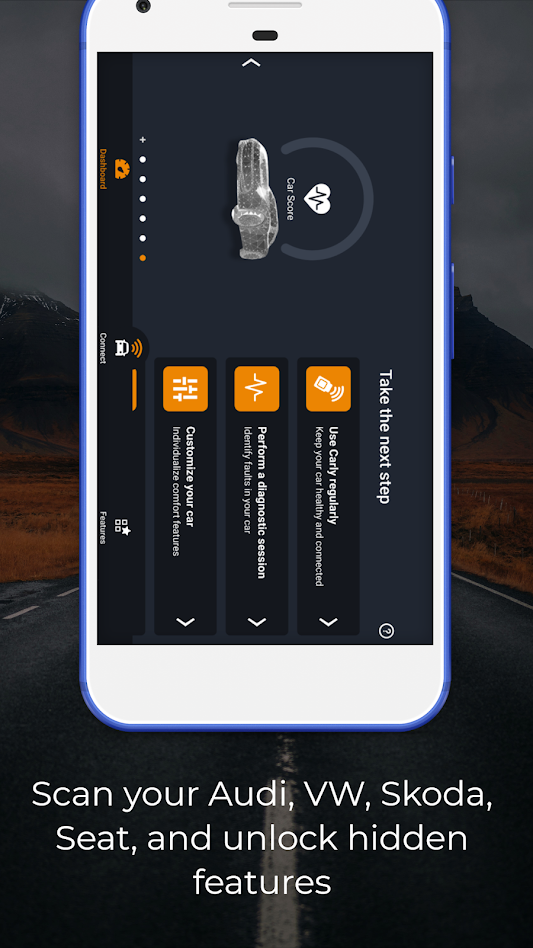 Car Score
Take the next step
Use Carly regularly
Keep your car healthy and connected
Perform a diagnostic session
Identify faults in your car
Customize your car
Individualize comfort features
Dashboard
Connect
Features
Scan your Audi, VW, Skoda,
Seat, and unlock hidden
features